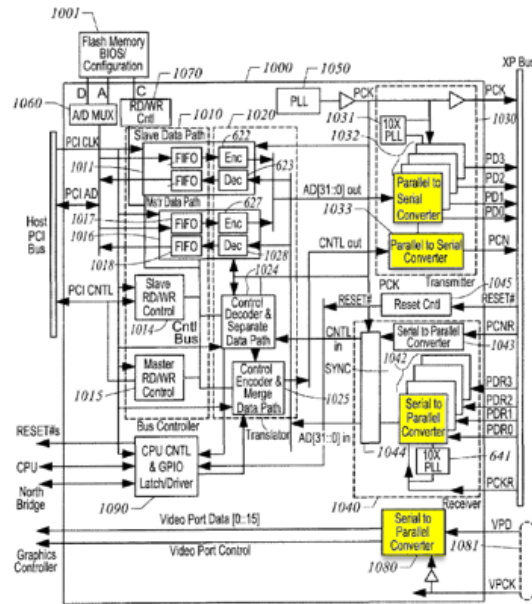 1001
Flash Memory
BIOS/
Configuration
D
A
C
1060
A/D MUX
1070
RD/WR
Cntl
1000
1050
PLL
PCK
PCK
XP Bus
1010
1020
1030
1031
10X
PLL
1032
PCI CLK
Slave Data Path
622
FIFO
Enc
1011
FIFO
Dec
623
PCI AD
Mstr Data Path
627
1017
FIFO
Enc
1016
1018
FIFO
Dec
1028
AD[31::0] out
Parallel to
Serial
Converter
PD3
PD2
PD1
PD0
1033
CNTL out
Parallel to Serial
Converter
PCN
Transmitter
Host
PCI
Bus
PCI CNTL
1024
Slave
RD/WR
Control
1014
Cntl
Bus
Control
Decoder &
Separate
Data Path
PCK
RESET#
Reset Cntl
1045
RESET#
CNTL
in
Serial to Parallel
Converter
PCNR
1043
SYNC
1042
Master
RD/WR
Control
1015
Control
Encoder &
Merge
Data Path
1025
Serial to
Parallel
Converter
PDR3
PDR2
PDR1
PDR0
Bus Controller
Translator
AD[31::0] in
1044
10X
PLL
641
PCKR
1040
Receiver
RESET#s
CPU
North
Bridge
CPU CNTL
& GPIO
Latch/Driver
1090
Video Port Data [0::15]
Video Port Control
Graphics
Controller
Serial to
Parallel
Converter
1080
VPD
1081
VPCK